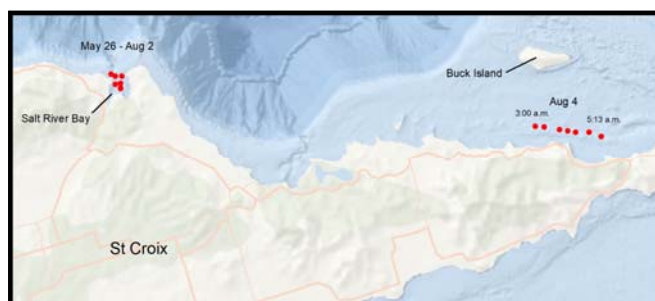 May 26 - Aug 2
Salt River Bay
Buck Island
Aug 4
3:00 a.m.
5:13 a.m.
St Croix